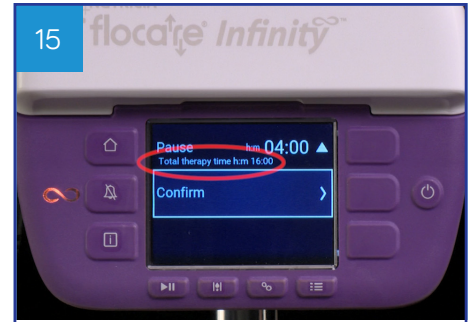 15
flocare Infinity
Pause h:m 04:00 ▲
Total therapy time h:m 16:00
Confirm >